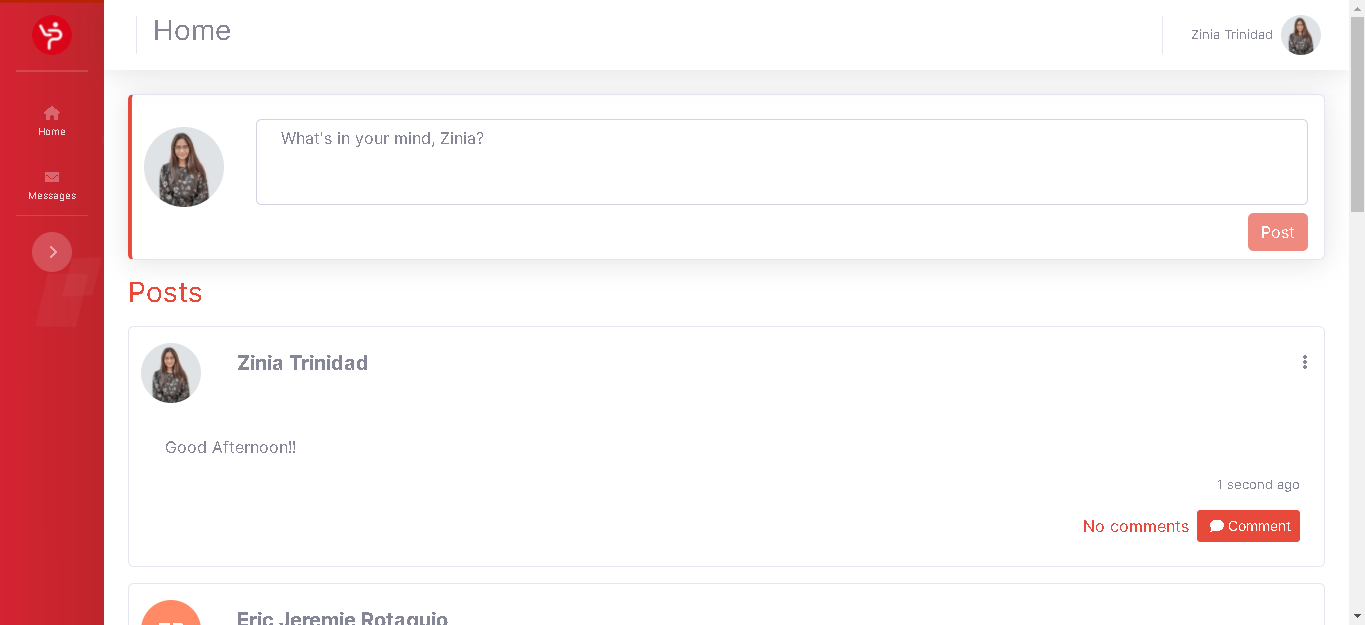 Home
Zinia Trinidad
Home
Messages
What's in your mind, Zinia?
Post
Posts
Zinia Trinidad
Good Afternoon!!
1 second ago
No comments
Comment
Eric Jeremie Rotaquio